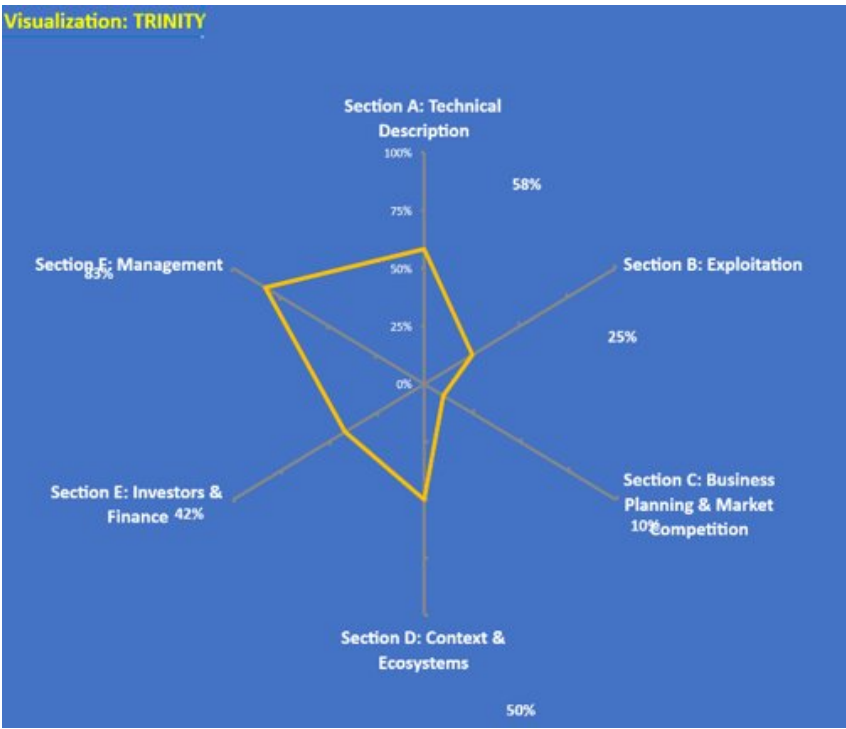 Visualization: TRINITY
Section A: Technical
Description
100%
58%
75%
Section F: Management
83%
50%
Section B: Exploitation
25%
25%
0%
Section E: Investors &
Finance 42%
Section C: Business
Planning & Market
10% Competition
Section D: Context &
Ecosystems
50%